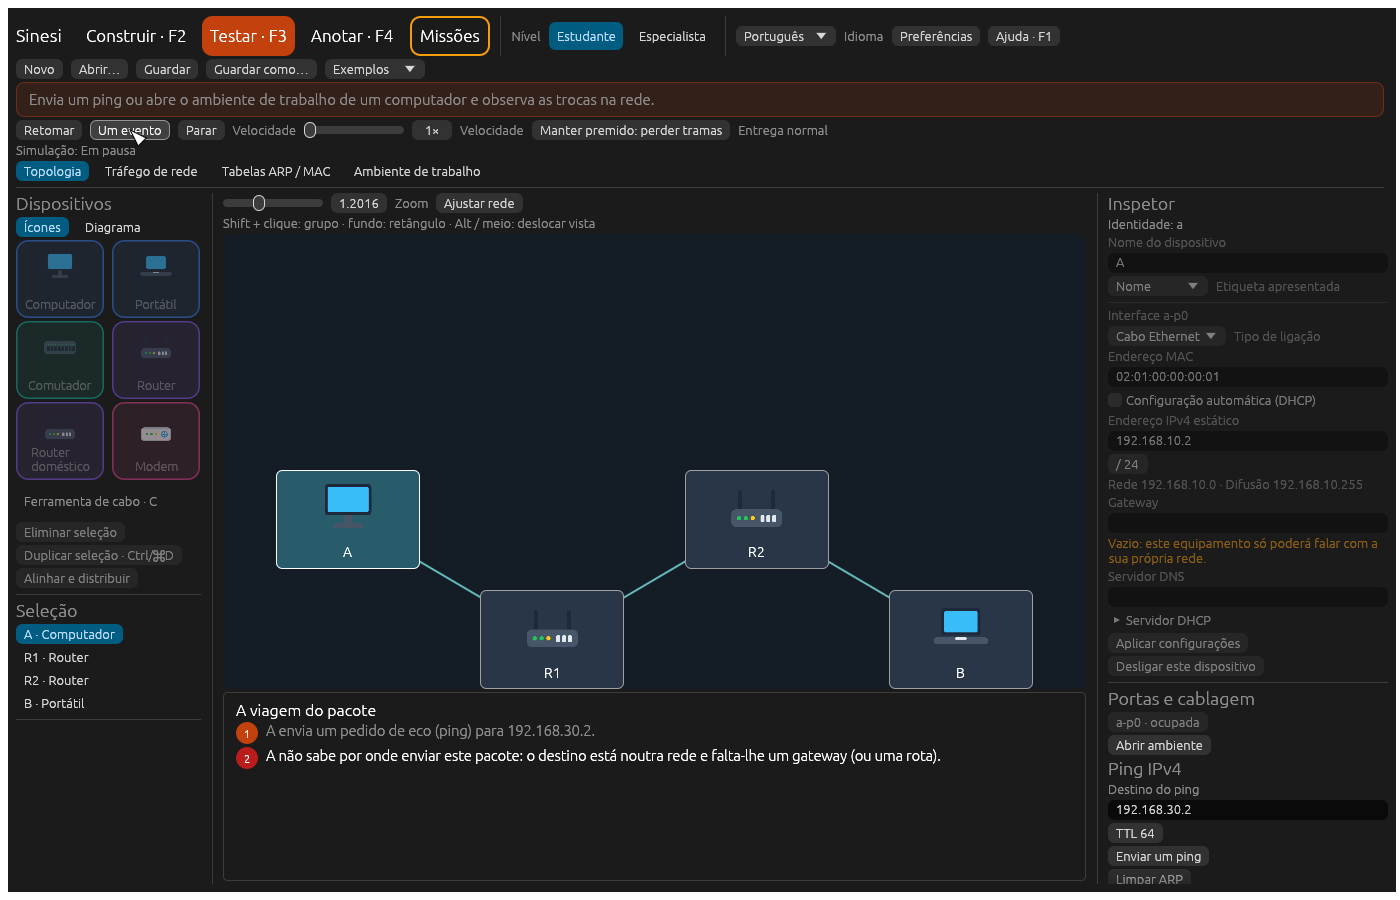 Sinesi Construir · F2 Testar · F3 Anotar · F4 Missões Nível Estudante Especialista Português Idioma Preferências Ajuda · F1
Novo Abrir... Guardar Guardar como... Exemplos
Envia um ping ou abre o ambiente de trabalho de um computador e observa as trocas na rede.
Retomar Um evento Parar Velocidade 1× Velocidade Manter premido: perder tramas Entrega normal
Simulação: Em pausa
Topologia Tráfego de rede Tabelas ARP / MAC Ambiente de trabalho
Dispositivos
Ícones Diagrama
Computador Portátil
Comutador Router
Router doméstico Modem
Ferramenta de cabo · C
Eliminar seleção
Duplicar seleção · Ctrl/⌘D
Alinhar e distribuir
Seleção
A · Computador
R1 · Router
R2 · Router
B · Portátil
1.2016 Zoom Ajustar rede
Shift + clique: grupo · fundo: retângulo · Alt / meio: deslocar vista
A
R2
R1
B
A viagem do pacote
1 A envia um pedido de eco (ping) para 192.168.30.2.
2 A não sabe por onde enviar este pacote: o destino está noutra rede e falta-lhe um gateway (ou uma rota).
Inspetor
Identidade: a
Nome do dispositivo
A
Nome Etiqueta apresentada
Interface a-p0
Cabo Ethernet Tipo de ligação
Endereço MAC
02:01:00:00:00:01
Configuração automática (DHCP)
Endereço IPv4 estático
192.168.10.2
/ 24
Rede 192.168.10.0 · Difusão 192.168.10.255
Gateway
Vazio: este equipamento só poderá falar com a
sua própria rede.
Servidor DNS
Servidor DHCP
Aplicar configurações
Desligar este dispositivo
Portas e cablagem
a-p0 · ocupada
Abrir ambiente
Ping IPv4
Destino do ping
192.168.30.2
TTL 64
Enviar um ping
Limpar ARP